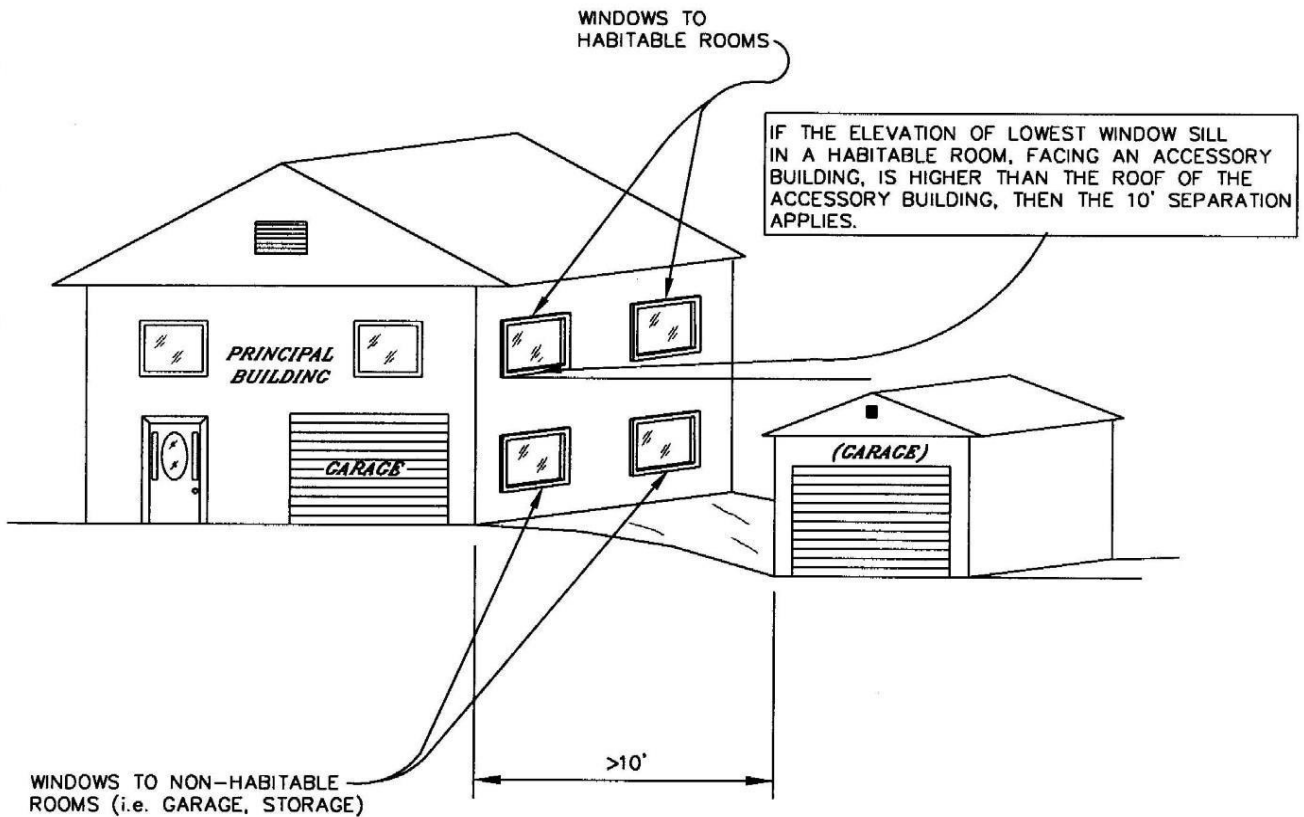 WINDOWS TO
HABITABLE ROOMS
IF THE ELEVATION OF LOWEST WINDOW SILL
IN A HABITABLE ROOM, FACING AN ACCESSORY
BUILDING, IS HIGHER THAN THE ROOF OF THE
ACCESSORY BUILDING, THEN THE 10' SEPARATION
APPLIES.
PRINCIPAL
BUILDING
GARAGE
(GARAGE)
>10'
WINDOWS TO NON-HABITABLE
ROOMS (i.e. GARAGE, STORAGE)